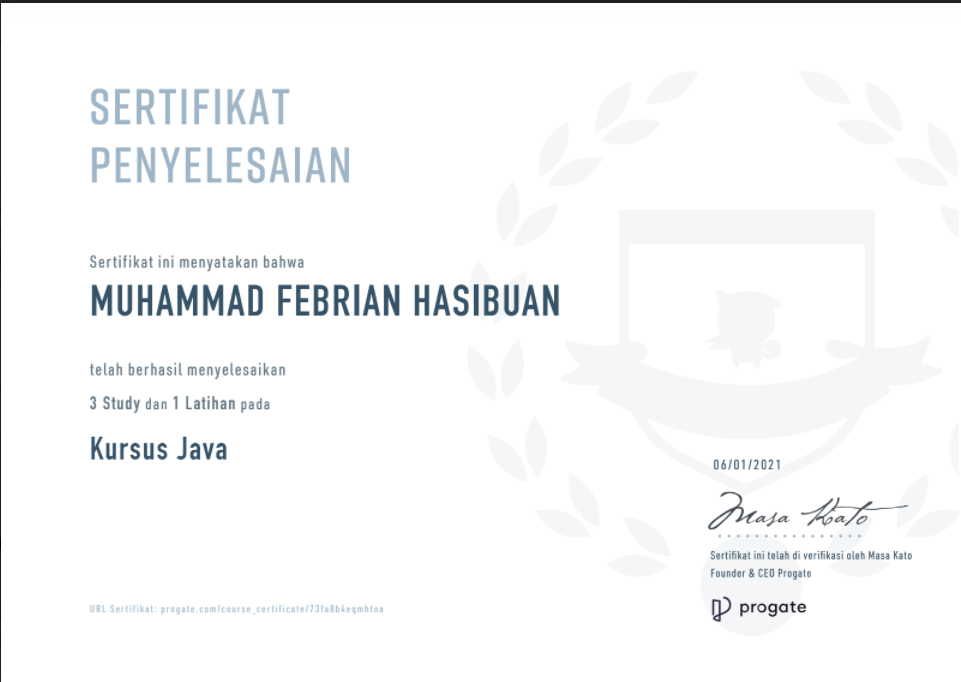 SERTIFIKAT
PENYELESAIAN
Sertifikat ini menyatakan bahwa
MUHAMMAD FEBRIAN HASIBUAN
telah berhasil menyelesaikan
3 Study dan 1 Latihan pada
Kursus Java
06/01/2021
Masa Kato
Sertifikat ini telah di verifikasi oleh Masa Kato
Founder & CEO Progate
URL Sertifikat: progate.com/course_certificate/73fa8b4eqmhtna
progate